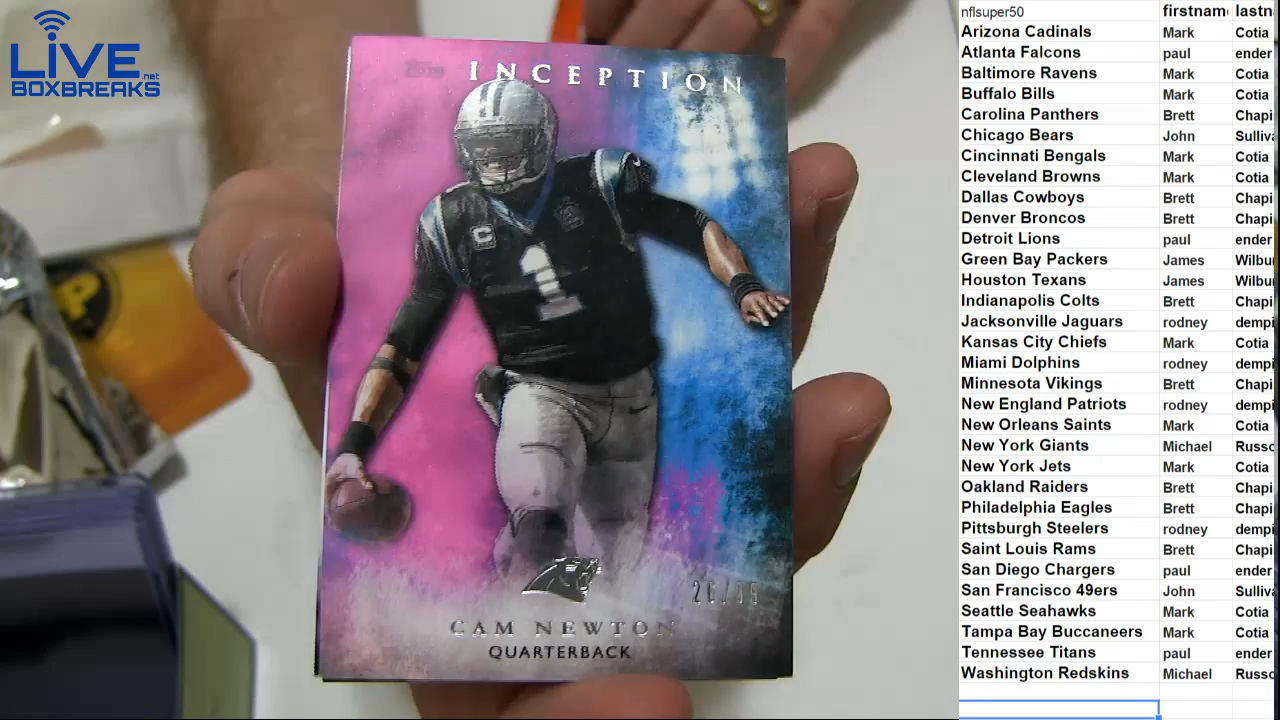 LIVE.net
BOXBREAKS
INCEPTION
C
1
CAM NEWTON
QUARTERBACK
nflsuper50 firstname lastn
Arizona Cadinals Mark Cotia
Atlanta Falcons paul ender
Baltimore Ravens Mark Cotia
Buffalo Bills Mark Cotia
Carolina Panthers Brett Chapi
Chicago Bears John Sulliva
Cincinnati Bengals Mark Cotia
Cleveland Browns Mark Cotia
Dallas Cowboys Brett Chapi
Denver Broncos Brett Chapi
Detroit Lions paul ender
Green Bay Packers James Wilbur
Houston Texans James Wilbur
Indianapolis Colts Brett Chapi
Jacksonville Jaguars rodney dempi
Kansas City Chiefs Mark Cotia
Miami Dolphins rodney dempi
Minnesota Vikings Brett Chapi
New England Patriots rodney dempi
New Orleans Saints Mark Cotia
New York Giants Michael Russo
New York Jets Mark Cotia
Oakland Raiders Brett Chapi
Philadelphia Eagles Brett Chapi
Pittsburgh Steelers rodney dempi
Saint Louis Rams Brett Chapi
San Diego Chargers paul ender
San Francisco 49ers John Sulliva
Seattle Seahawks Mark Cotia
Tampa Bay Buccaneers Mark Cotia
Tennessee Titans paul ender
Washington Redskins Michael Russo